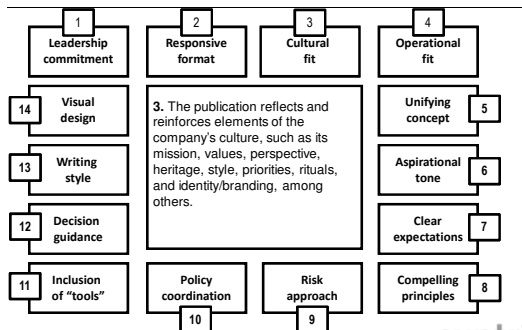 1
Leadership
commitment
2
Responsive
format
3
Cultural
fit
4
Operational
fit
14
Visual
design
3. The publication reflects and
reinforces elements of the
company's culture, such as its
mission, values, perspective,
heritage, style, priorities, rituals,
and identity/branding, among
others.
Unifying
concept
5
13
Writing
style
Aspirational
tone
6
12
Decision
guidance
Clear
expectations
7
11
Inclusion
of "tools"
Policy
coordination
10
Risk
approach
9
Compelling
principles
8